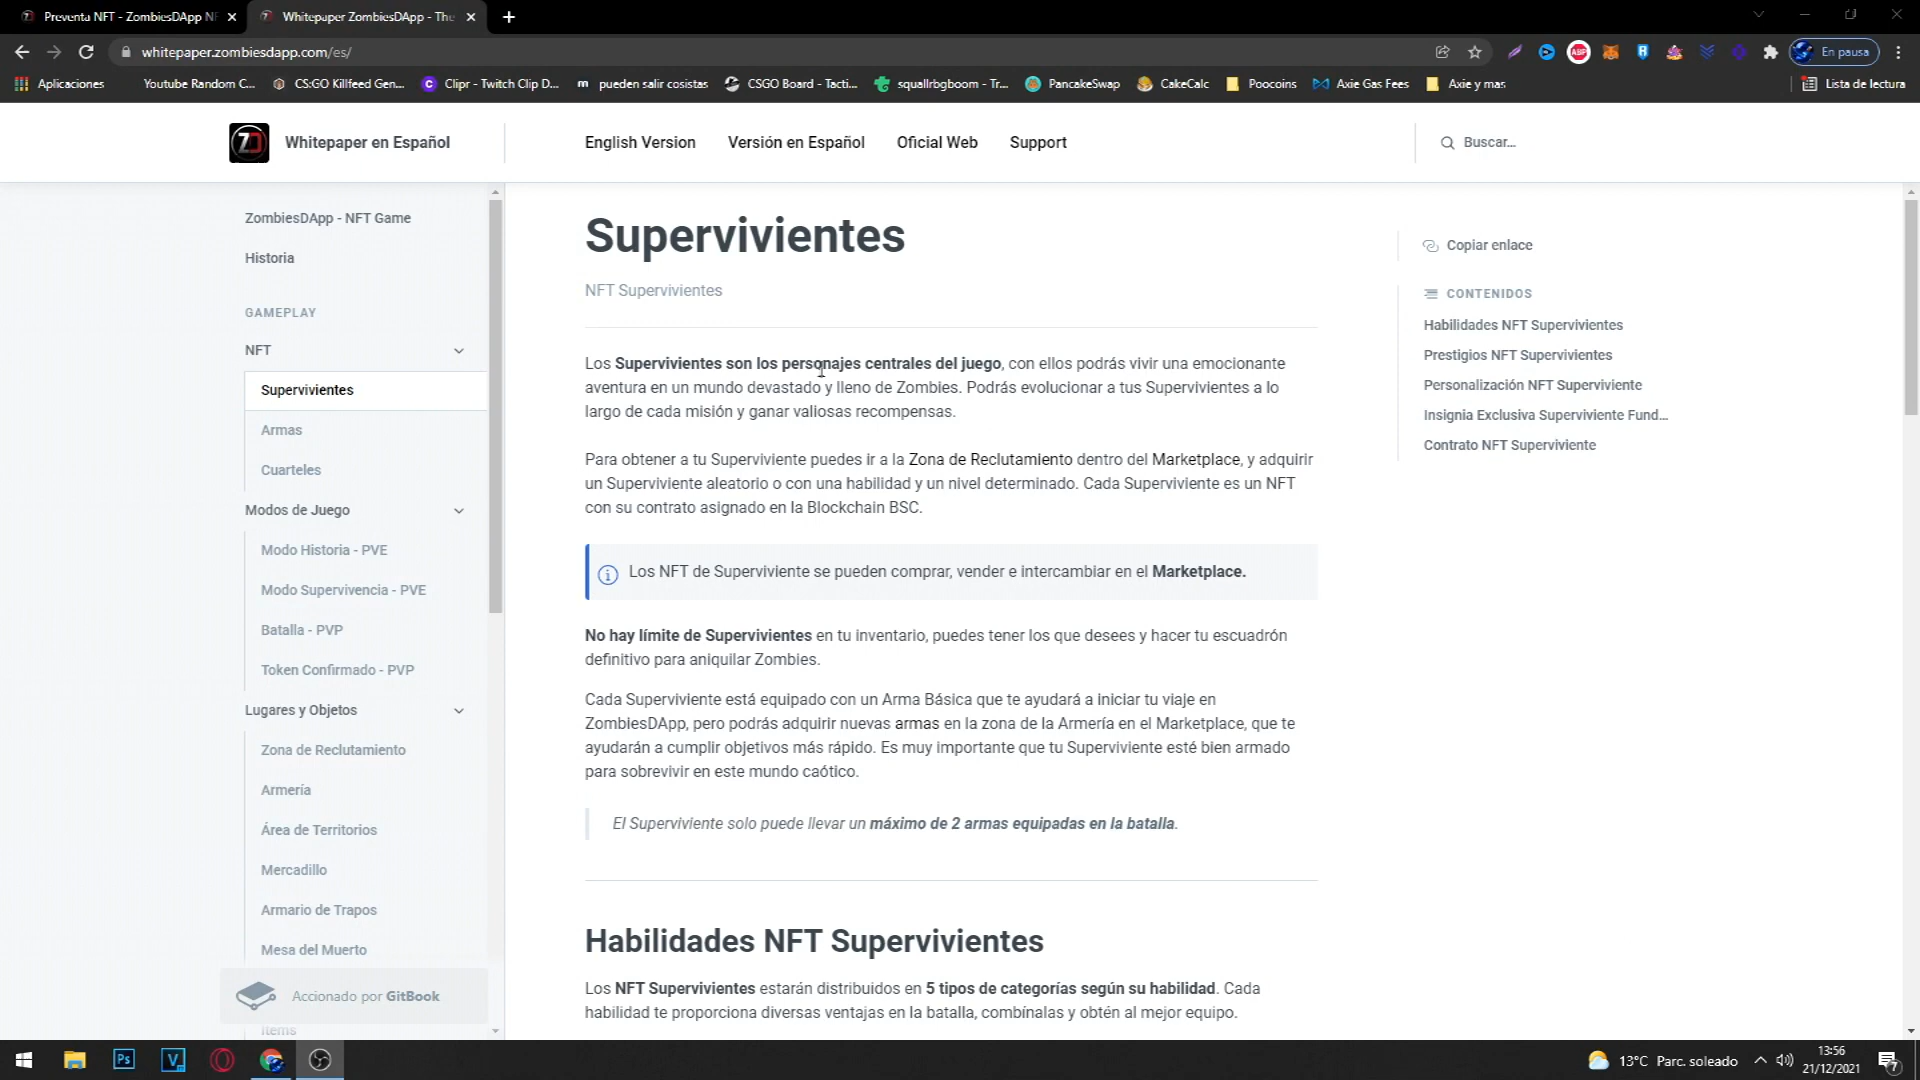 Preventa NFT - ZombiesDApp NF
Whitepaper ZombiesDApp - The
whitepaper.zombiesdapp.com/es/
ABP
En pausa
Aplicaciones
Youtube Random C...
CS:GO Killfeed Gen...
Clipr - Twitch Clip D...
pueden salir cosistas
CSGO Board - Tacti...
squallrbgboom - Tr...
PancakeSwap
CakeCalc
Poocoins
Axie Gas Fees
Axie y mas
Lista de lectura
Whitepaper en Español
English Version
Versión en Español
Oficial Web
Support
Buscar...
ZombiesDApp - NFT Game
Historia
GAMEPLAY
NFT
Supervivientes
Armas
Cuarteles
Modos de Juego
Modo Historia - PVE
Modo Supervivencia - PVE
Batalla - PVP
Token Confirmado - PVP
Lugares y Objetos
Zona de Reclutamiento
Armería
Área de Territorios
Mercadillo
Armario de Trapos
Mesa del Muerto
Accionado por GitBook
Items
Supervivientes
NFT Supervivientes
Los Supervivientes son los personajes centrales del juego, con ellos podrás vivir una emocionante
aventura en un mundo devastado y lleno de Zombies. Podrás evolucionar a tus Supervivientes a lo
largo de cada misión y ganar valiosas recompensas.
Para obtener a tu Superviviente puedes ir a la Zona de Reclutamiento dentro del Marketplace, y adquirir
un Superviviente aleatorio o con una habilidad y un nivel determinado. Cada Superviviente es un NFT
con su contrato asignado en la Blockchain BSC.
Los NFT de Superviviente se pueden comprar, vender e intercambiar en el Marketplace.
No hay límite de Supervivientes en tu inventario, puedes tener los que desees y hacer tu escuadrón
definitivo para aniquilar Zombies.
Cada Superviviente está equipado con un Arma Básica que te ayudará a iniciar tu viaje en
ZombiesDApp, pero podrás adquirir nuevas armas en la zona de la Armería en el Marketplace, que te
ayudarán a cumplir objetivos más rápido. Es muy importante que tu Superviviente esté bien armado
para sobrevivir en este mundo caótico.
El Superviviente solo puede llevar un máximo de 2 armas equipadas en la batalla.
Habilidades NFT Supervivientes
Los NFT Supervivientes estarán distribuidos en 5 tipos de categorías según su habilidad. Cada
habilidad te proporciona diversas ventajas en la batalla, combínalas y obtén al mejor equipo.
Copiar enlace
CONTENIDOS
Habilidades NFT Supervivientes
Prestigios NFT Supervivientes
Personalización NFT Superviviente
Insignia Exclusiva Superviviente Fund...
Contrato NFT Superviviente
Ps
V
13°C Parc. soleado
13:56
21/12/2021
7